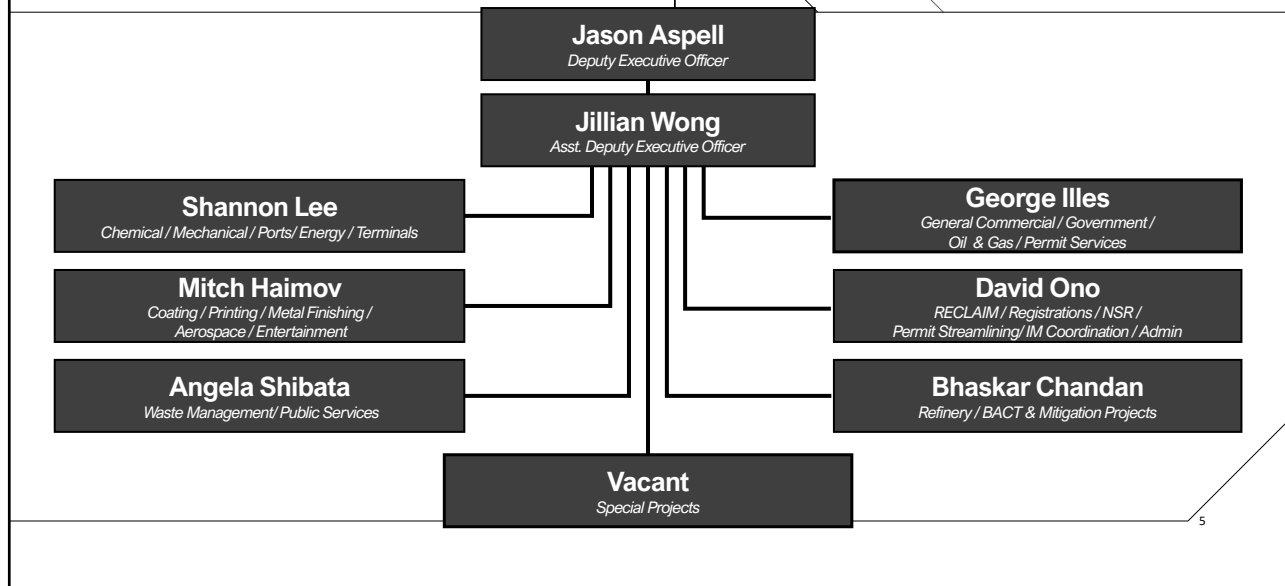 Jason Aspell
Deputy Executive Officer
Jillian Wong
Asst. Deputy Executive Officer
Shannon Lee
Chemical / Mechanical / Ports/ Energy / Terminals
George Illes
General Commercial / Government /
Oil & Gas / Permit Services
Mitch Haimov
Coating / Printing / Metal Finishing /
Aerospace / Entertainment
David Ono
RECLAIM / Registrations / NSR /
Permit Streamlining/ IM Coordination / Admin
Angela Shibata
Waste Management/ Public Services
Bhaskar Chandan
Refinery / BACT & Mitigation Projects
Vacant
Special Projects
5